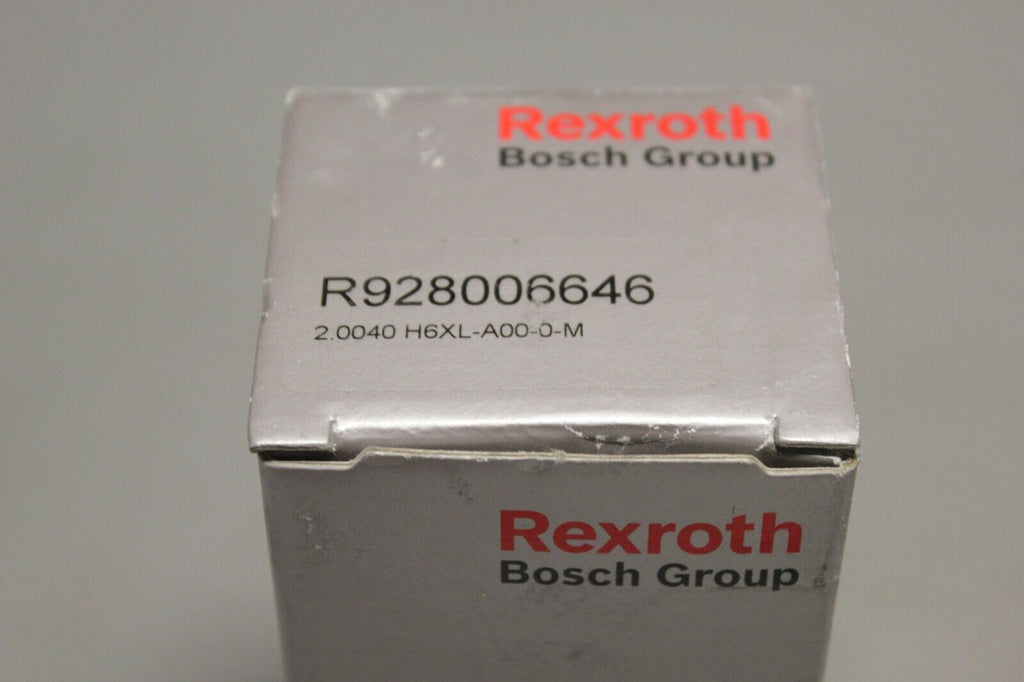 Rexroth
Bosch Group
R928006646
2.0040 H6XL-A00-0-M
Rexroth
Bosch Group